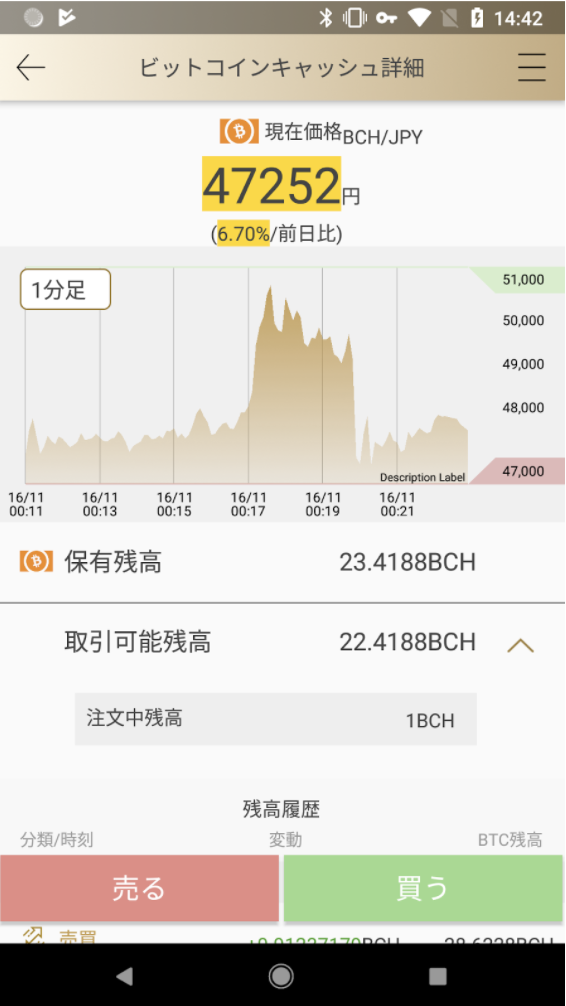 14:42
ビットコインキャッシュ詳細
現在価格BCH/JPY
47252円
(6.70%/前日比)
1分足
51,000
50,000
49,000
48,000
47,000
Description Label
16/11 16/11 16/11 16/11 16/11 16/11
00:11 00:13 00:15 00:17 00:19 00:21
保有残高 23.4188BCH
取引可能残高 22.4188BCH
注文中残高 1BCH
残高履歴
分類/時刻 変動 BTC残高
売る 買う
売買